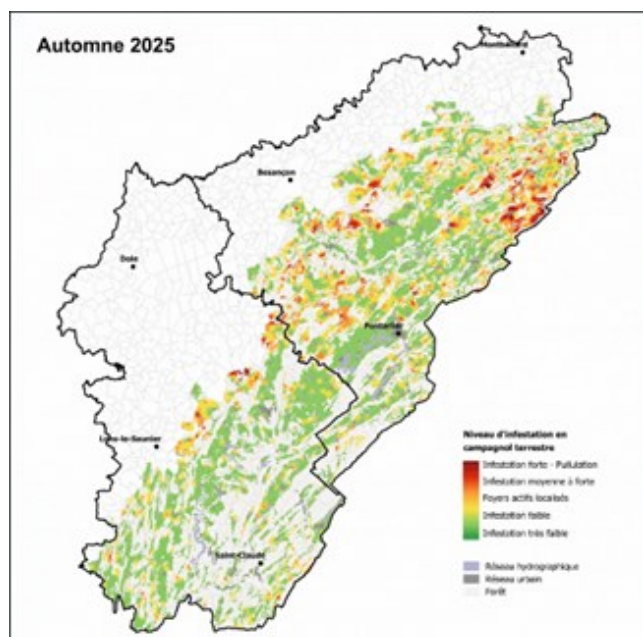 Automne 2025
Montbéliard
Besançon
Dole
Pontarlier
Lons-le-Saunier
Saint-Claude
Niveau d'infestation en
campagnol terrestre
Infestation forte - Pullulation
Infestation moyenne à forte
Foyers actifs localisés
Infestation faible
Infestation très faible
Réseau hydrographique
Réseau urbain
Forêt